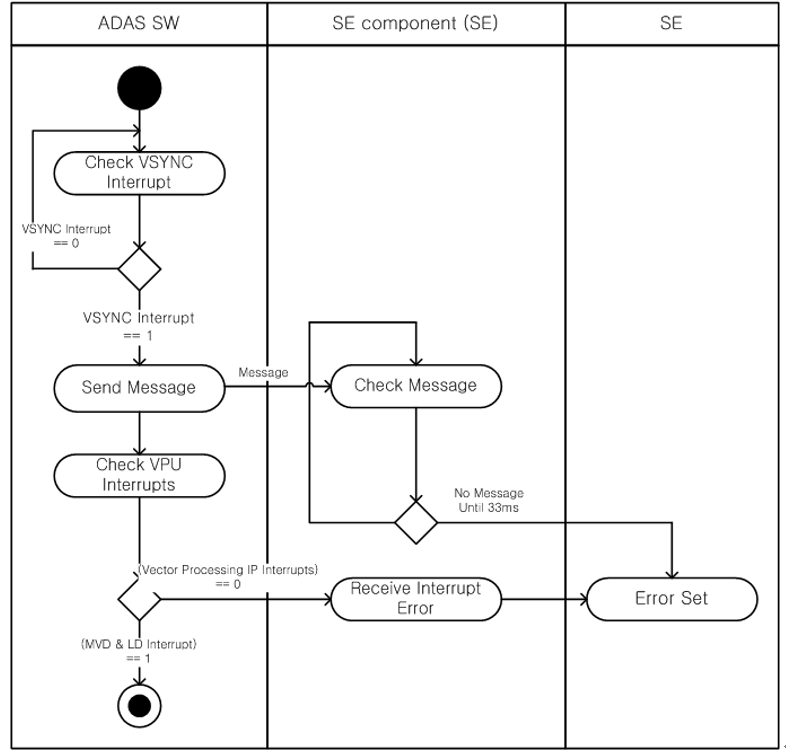 ADAS SW
SE component (SE)
SE
Check VSYNC
Interrupt
VSYNC Interrupt
== 0
VSYNC Interrupt
== 1
Send Message
Message
Check Message
Check VPU
Interrupts
No Message
Until 33ms
(Vector Processing IP Interrupts)
== 0
Receive Interrupt
Error
Error Set
(MVD & LD Interrupt)
== 1